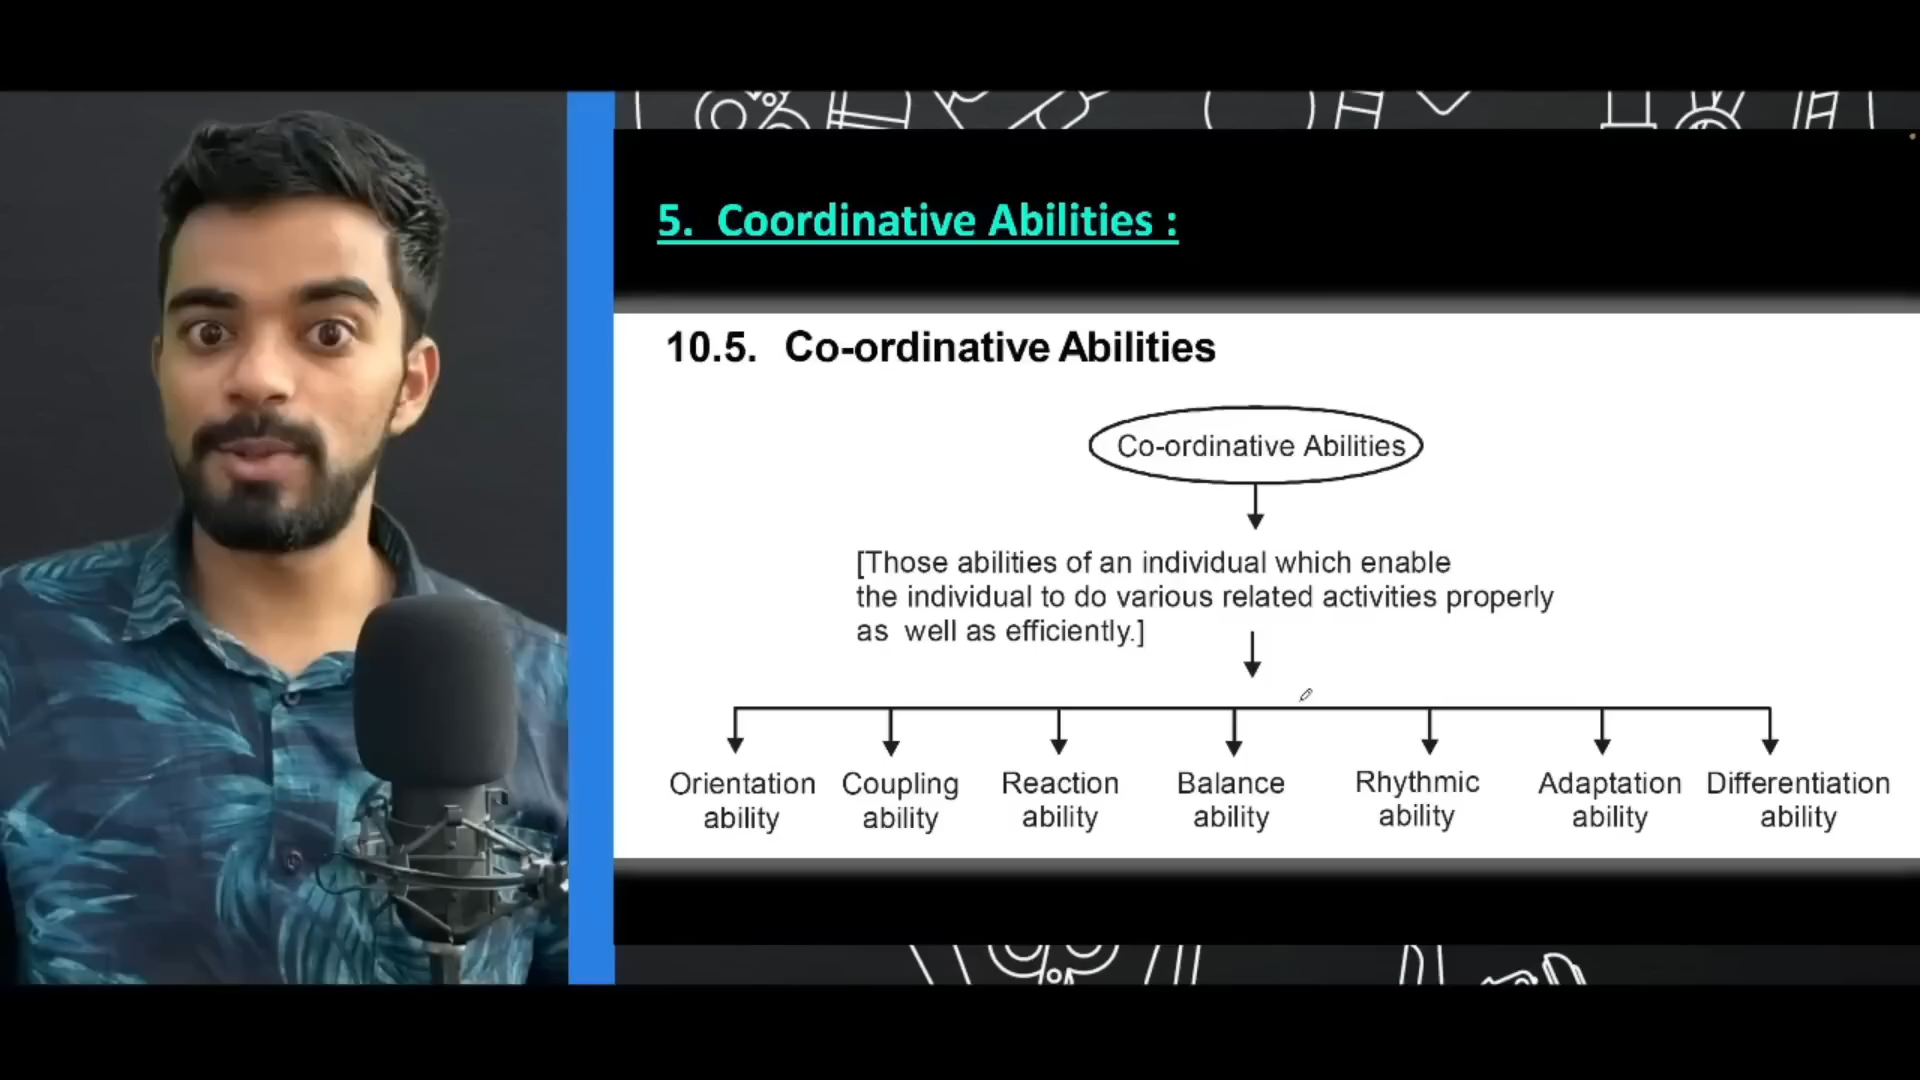 5. Coordinative Abilities :
10.5. Co-ordinative Abilities
Co-ordinative Abilities
[Those abilities of an individual which enable
the individual to do various related activities properly
as well as efficiently.]
Orientation ability
Coupling ability
Reaction ability
Balance ability
Rhythmic ability
Adaptation ability
Differentiation ability